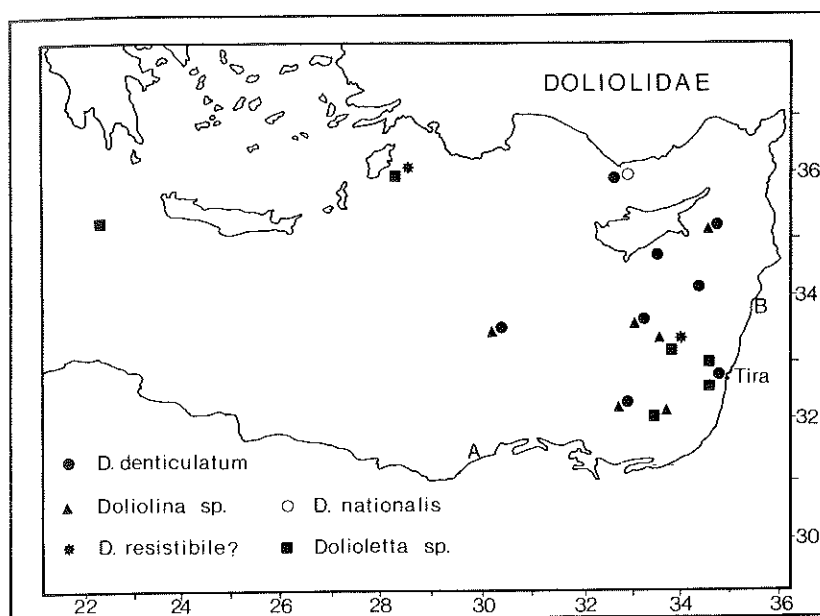 DOLIOLIDAE
36
34
B
Tira
32
A
D. denticulatum
Doliolina sp.
D. nationalis
30
D. resistibile?
Dolioletta sp.
22 24 26 28 30 32 34 36